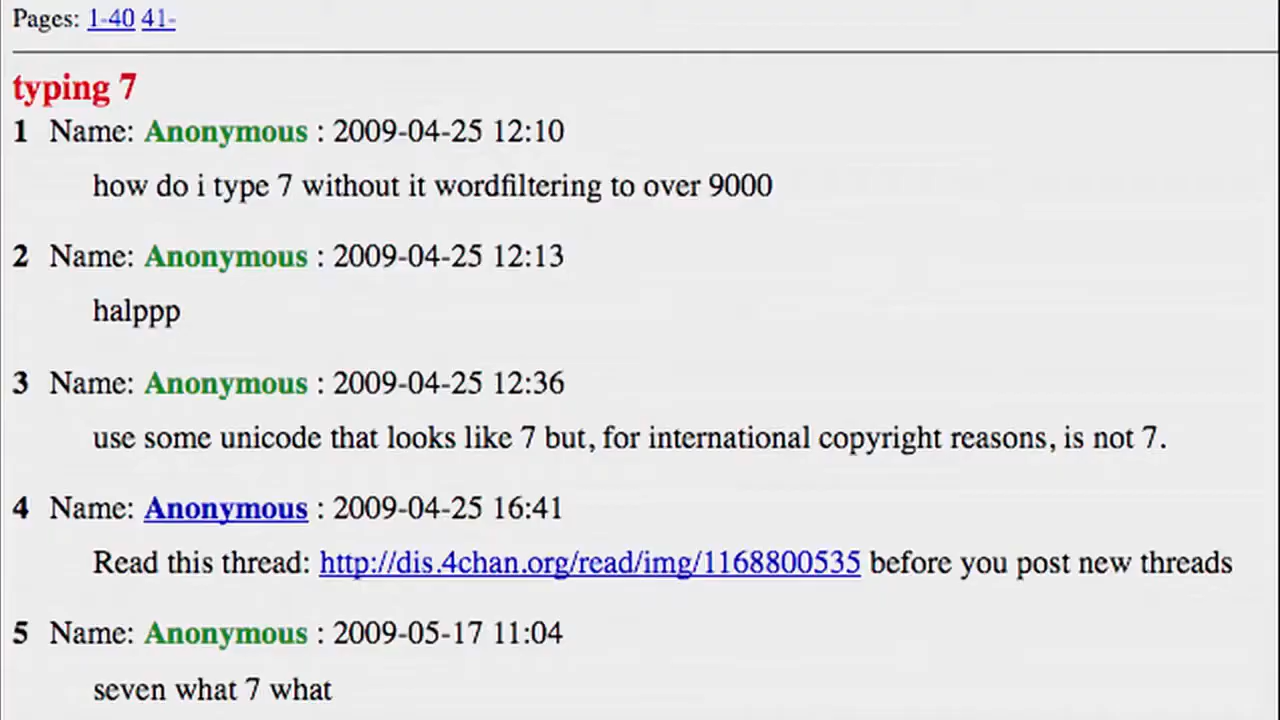 Pages: 1-40 41-
typing 7
1 Name: Anonymous : 2009-04-25 12:10
how do i type 7 without it wordfiltering to over 9000
2 Name: Anonymous : 2009-04-25 12:13
halppp
3 Name: Anonymous : 2009-04-25 12:36
use some unicode that looks like 7 but, for international copyright reasons, is not 7.
4 Name: Anonymous : 2009-04-25 16:41
Read this thread: http://dis.4chan.org/read/img/1168800535 before you post new threads
5 Name: Anonymous : 2009-05-17 11:04
seven what 7 what